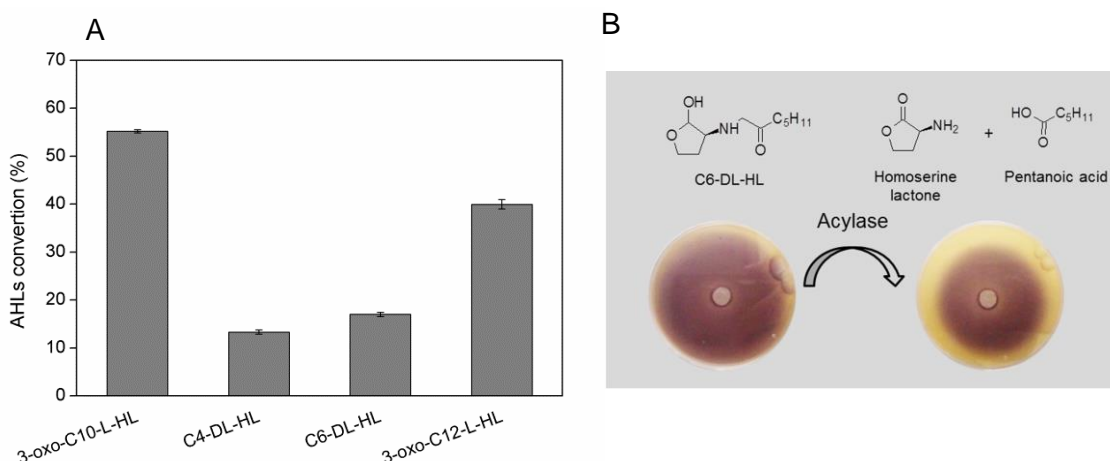 A
70
60
50
40
30
20
10
0
AHLs convertion (%)
3-oxo-C10-L-HL
C4-DL-HL
C6-DL-HL
3-oxo-C12-L-HL
B
OH
O
NH
C₅H₁₁
O
C6-DL-HL
O
O
NH₂
Homoserine
lactone
+
HO
C₅H₁₁
O
Pentanoic acid
Acylase